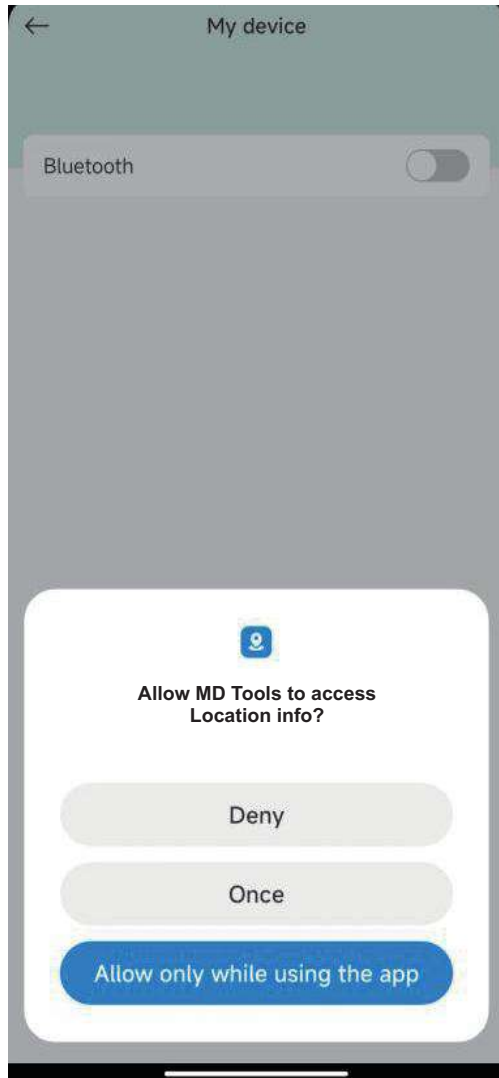 My device
Bluetooth
Allow MD Tools to access
Location info?
Deny
Once
Allow only while using the app